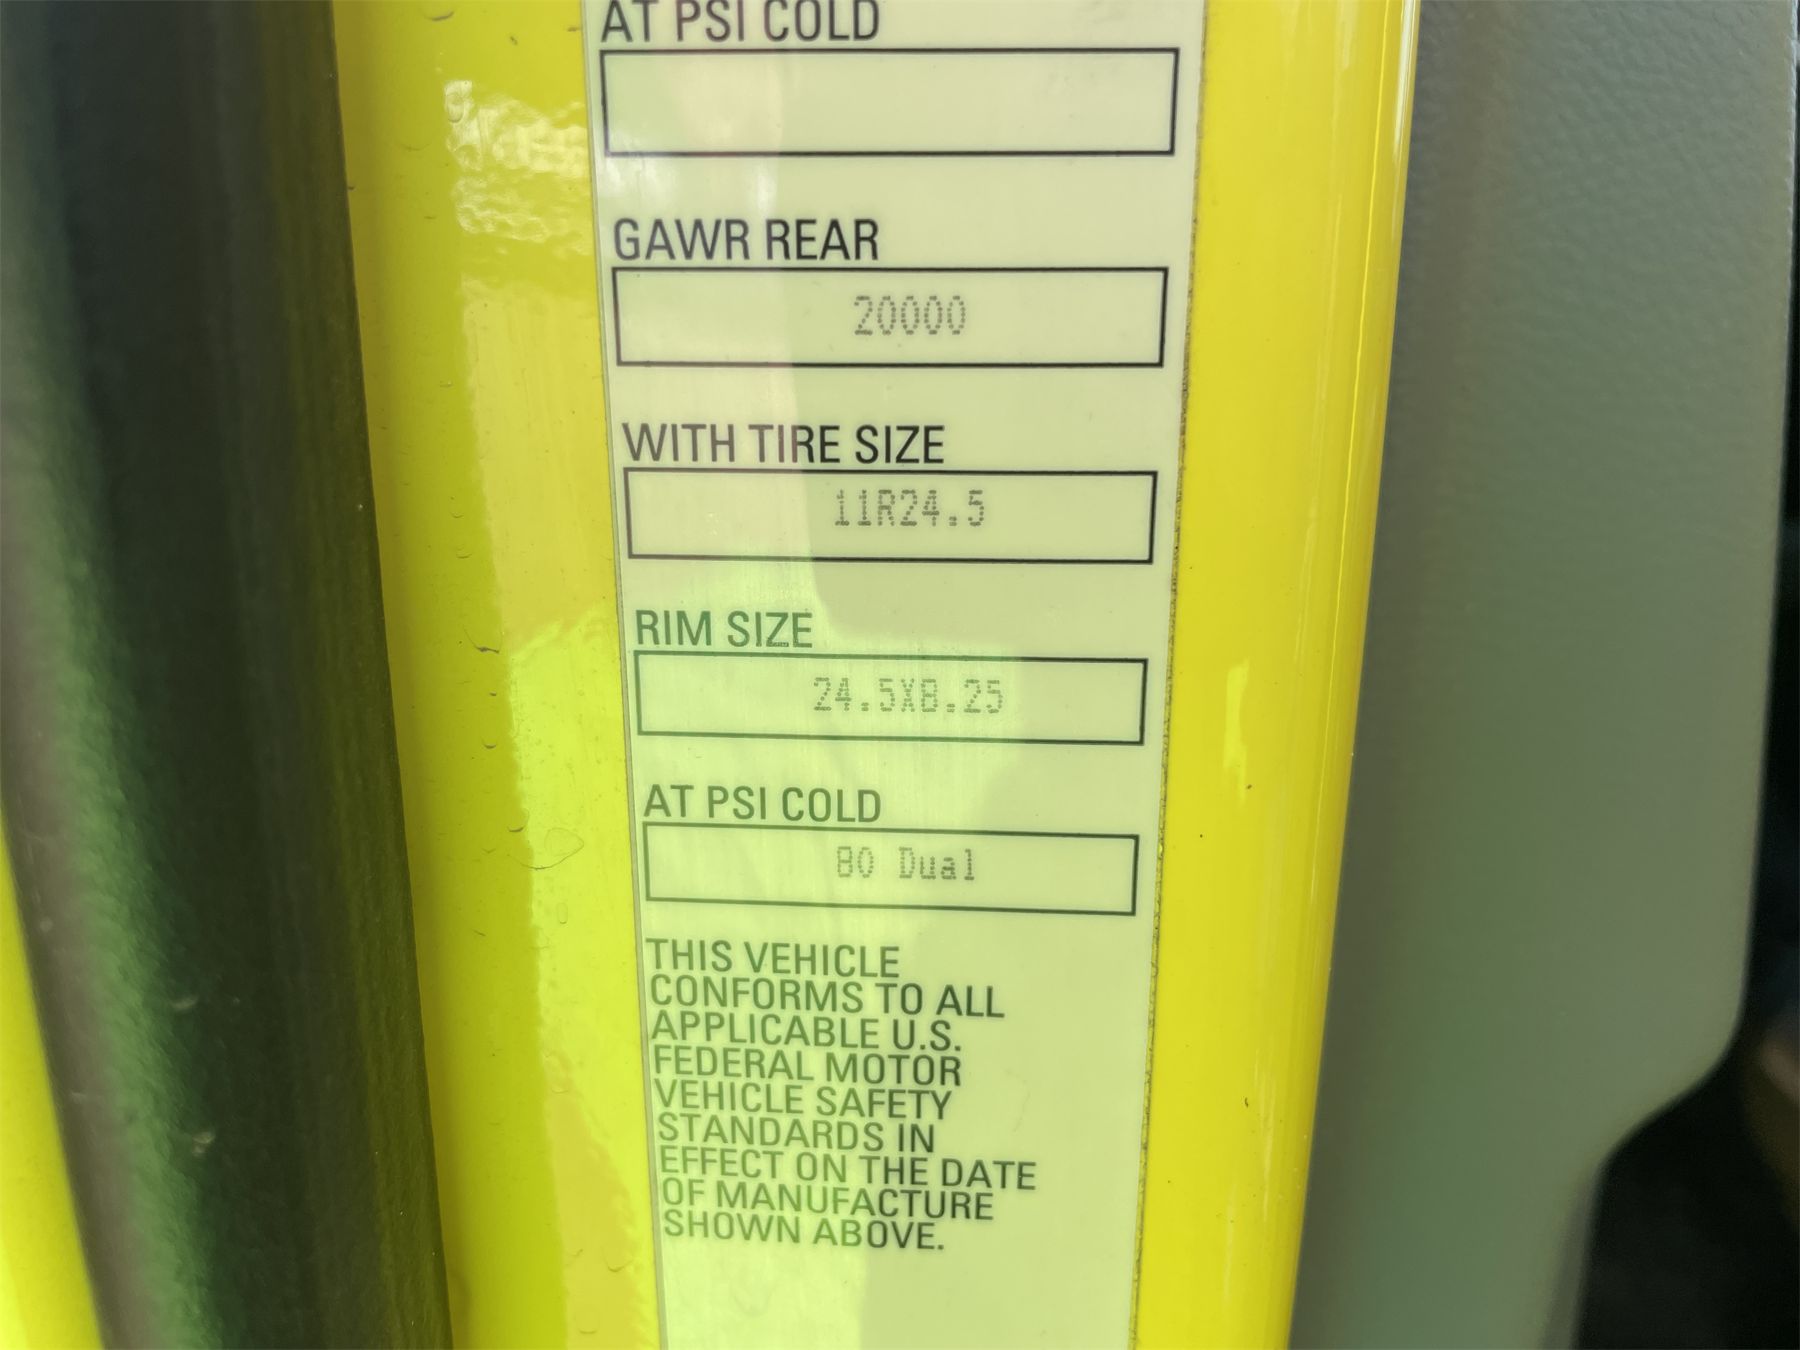 AT PSI COLD
GAWR REAR
20000
WITH TIRE SIZE
11R24.5
RIM SIZE
24.5X8.25
AT PSI COLD
80 Dual
THIS VEHICLE
CONFORMS TO ALL
APPLICABLE U.S.
FEDERAL MOTOR
VEHICLE SAFETY
STANDARDS IN
EFFECT ON THE DATE
OF MANUFACTURE
SHOWN ABOVE.